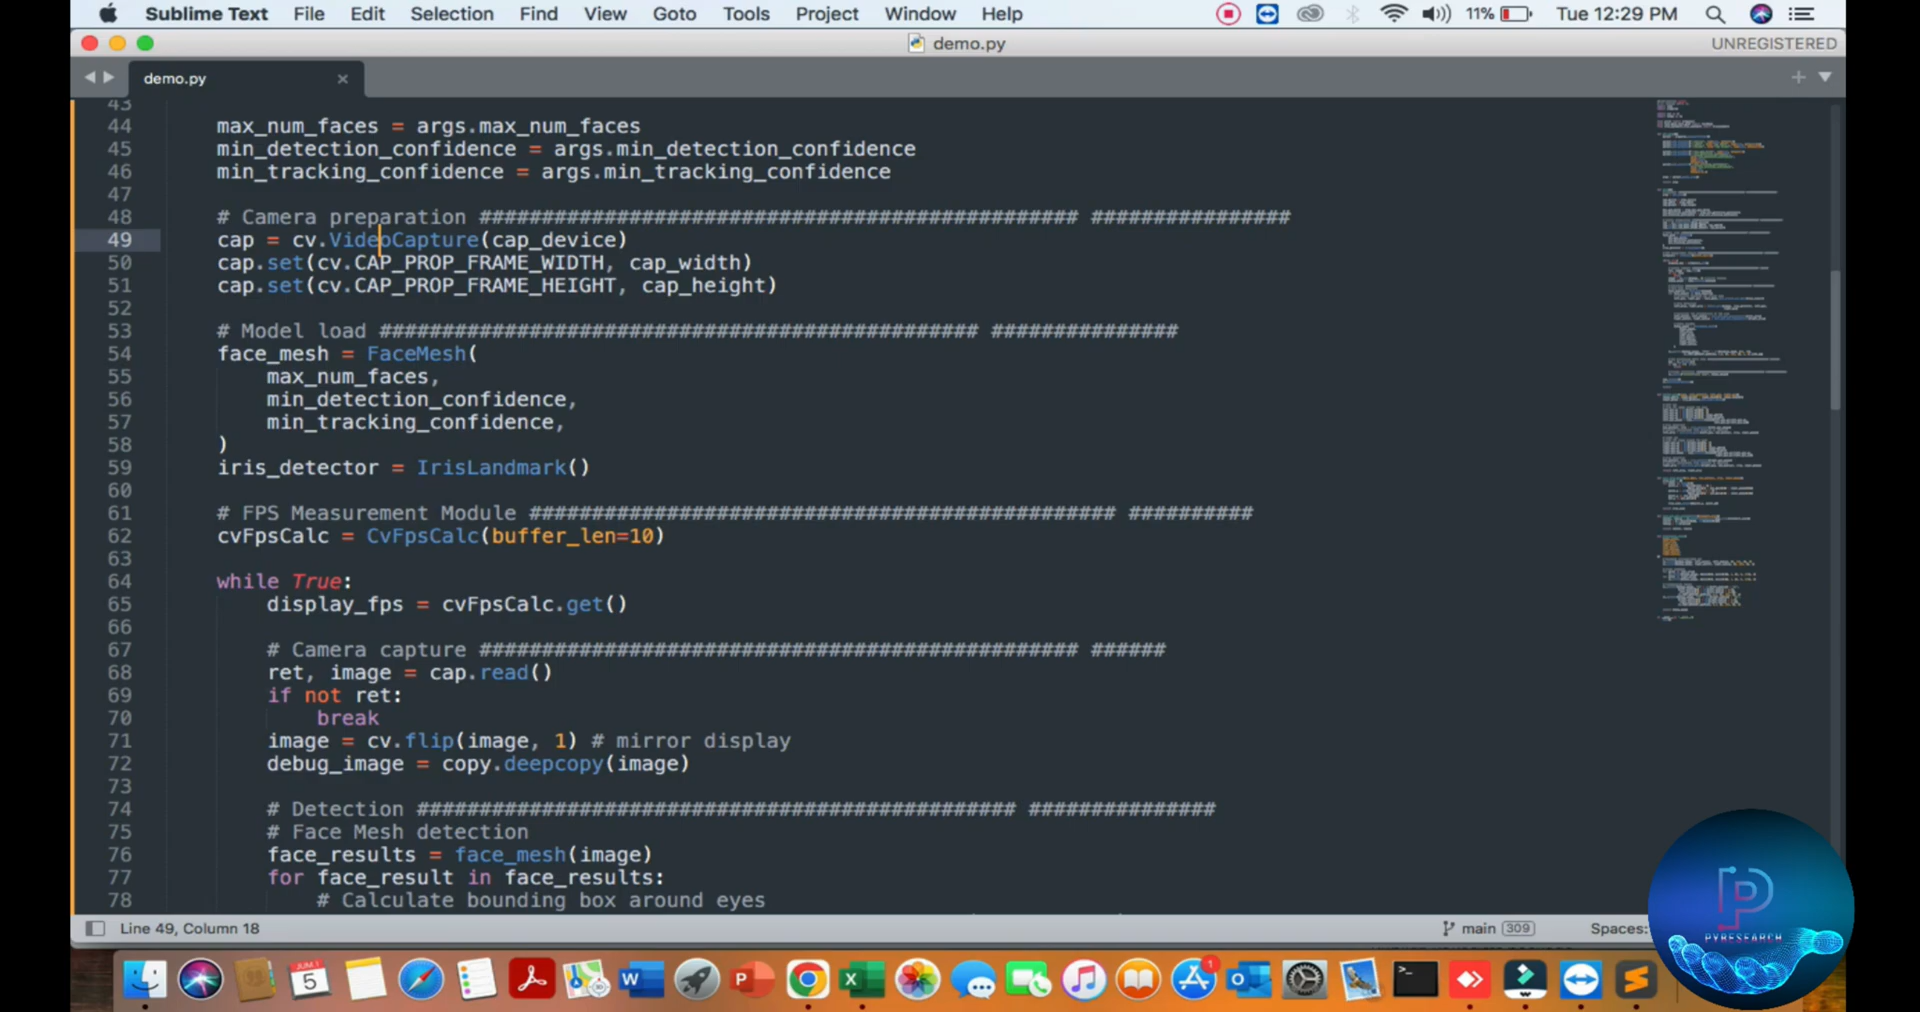 Sublime Text File Edit Selection Find View Goto Tools Project Window Help 11% Tue 12:29 PM
demo.py UNREGISTERED
demo.py
43
44 max_num_faces = args.max_num_faces
45 min_detection_confidence = args.min_detection_confidence
46 min_tracking_confidence = args.min_tracking_confidence
47
48 # Camera preparation ################################################ ################
49 cap = cv.VideoCapture(cap_device)
50 cap.set(cv.CAP_PROP_FRAME_WIDTH, cap_width)
51 cap.set(cv.CAP_PROP_FRAME_HEIGHT, cap_height)
52
53 # Model load ################################################ ###############
54 face_mesh = FaceMesh(
55 max_num_faces,
56 min_detection_confidence,
57 min_tracking_confidence,
58 )
59 iris_detector = IrisLandmark()
60
61 # FPS Measurement Module ############################################### ##########
62 cvFpsCalc = CvFpsCalc(buffer_len=10)
63
64 while True:
65 display_fps = cvFpsCalc.get()
66
67 # Camera capture ################################################ ######
68 ret, image = cap.read()
69 if not ret:
70 break
71 image = cv.flip(image, 1) # mirror display
72 debug_image = copy.deepcopy(image)
73
74 # Detection ################################################ ###############
75 # Face Mesh detection
76 face_results = face_mesh(image)
77 for face_result in face_results:
78 # Calculate bounding box around eyes
Line 49, Column 18 main 309 Spaces:
PYRESEARCH